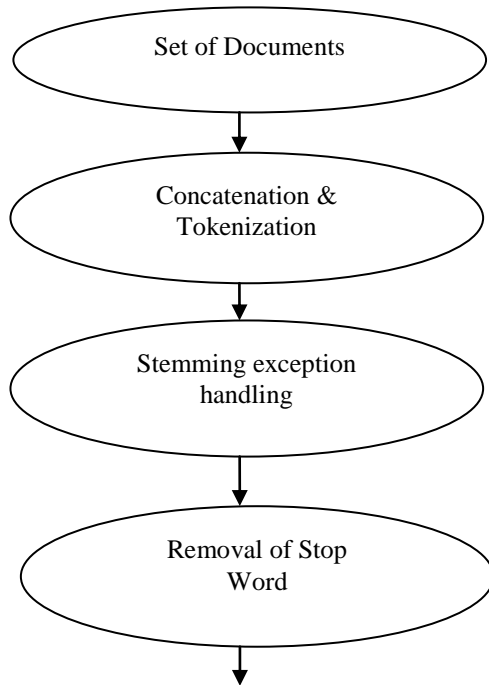 Set of Documents
Concatenation &
Tokenization
Stemming exception
handling
Removal of Stop
Word